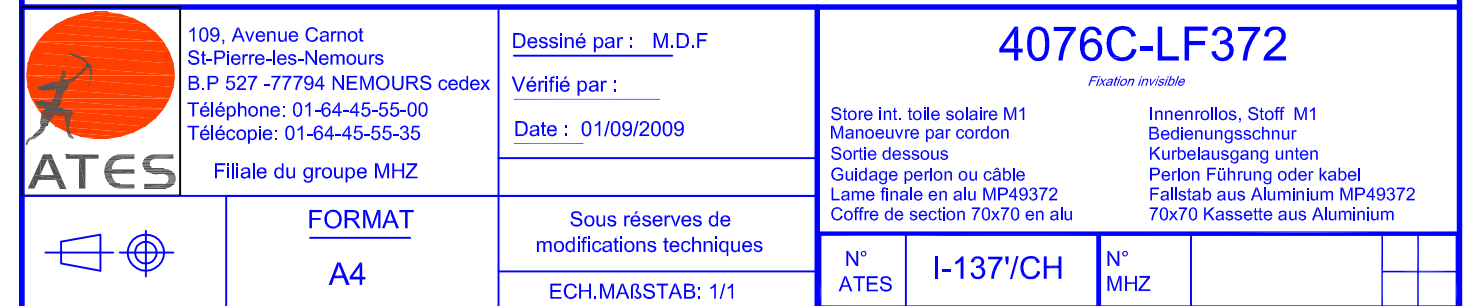 109, Avenue Carnot
St-Pierre-les-Nemours
B.P 527 -77794 NEMOURS cedex
Téléphone: 01-64-45-55-00
Télécopie: 01-64-45-55-35
Filiale du groupe MHZ
ATES
Dessiné par : M.D.F
Vérifié par :
Date : 01/09/2009
4076C-LF372
Fixation invisible
Store int. toile solaire M1
Manoeuvre par cordon
Sortie dessous
Guidage perlon ou câble
Lame finale en alu MP49372
Coffre de section 70x70 en alu
Innenrollos, Stoff M1
Bedienungsschnur
Kurbelausgang unten
Perlon Führung oder kabel
Fallstab aus Aluminium MP49372
70x70 Kassette aus Aluminium
FORMAT
A4
Sous réserves de
modifications techniques
ECH.MAßSTAB: 1/1
N°
ATES
I-137'/CH
N°
MHZ